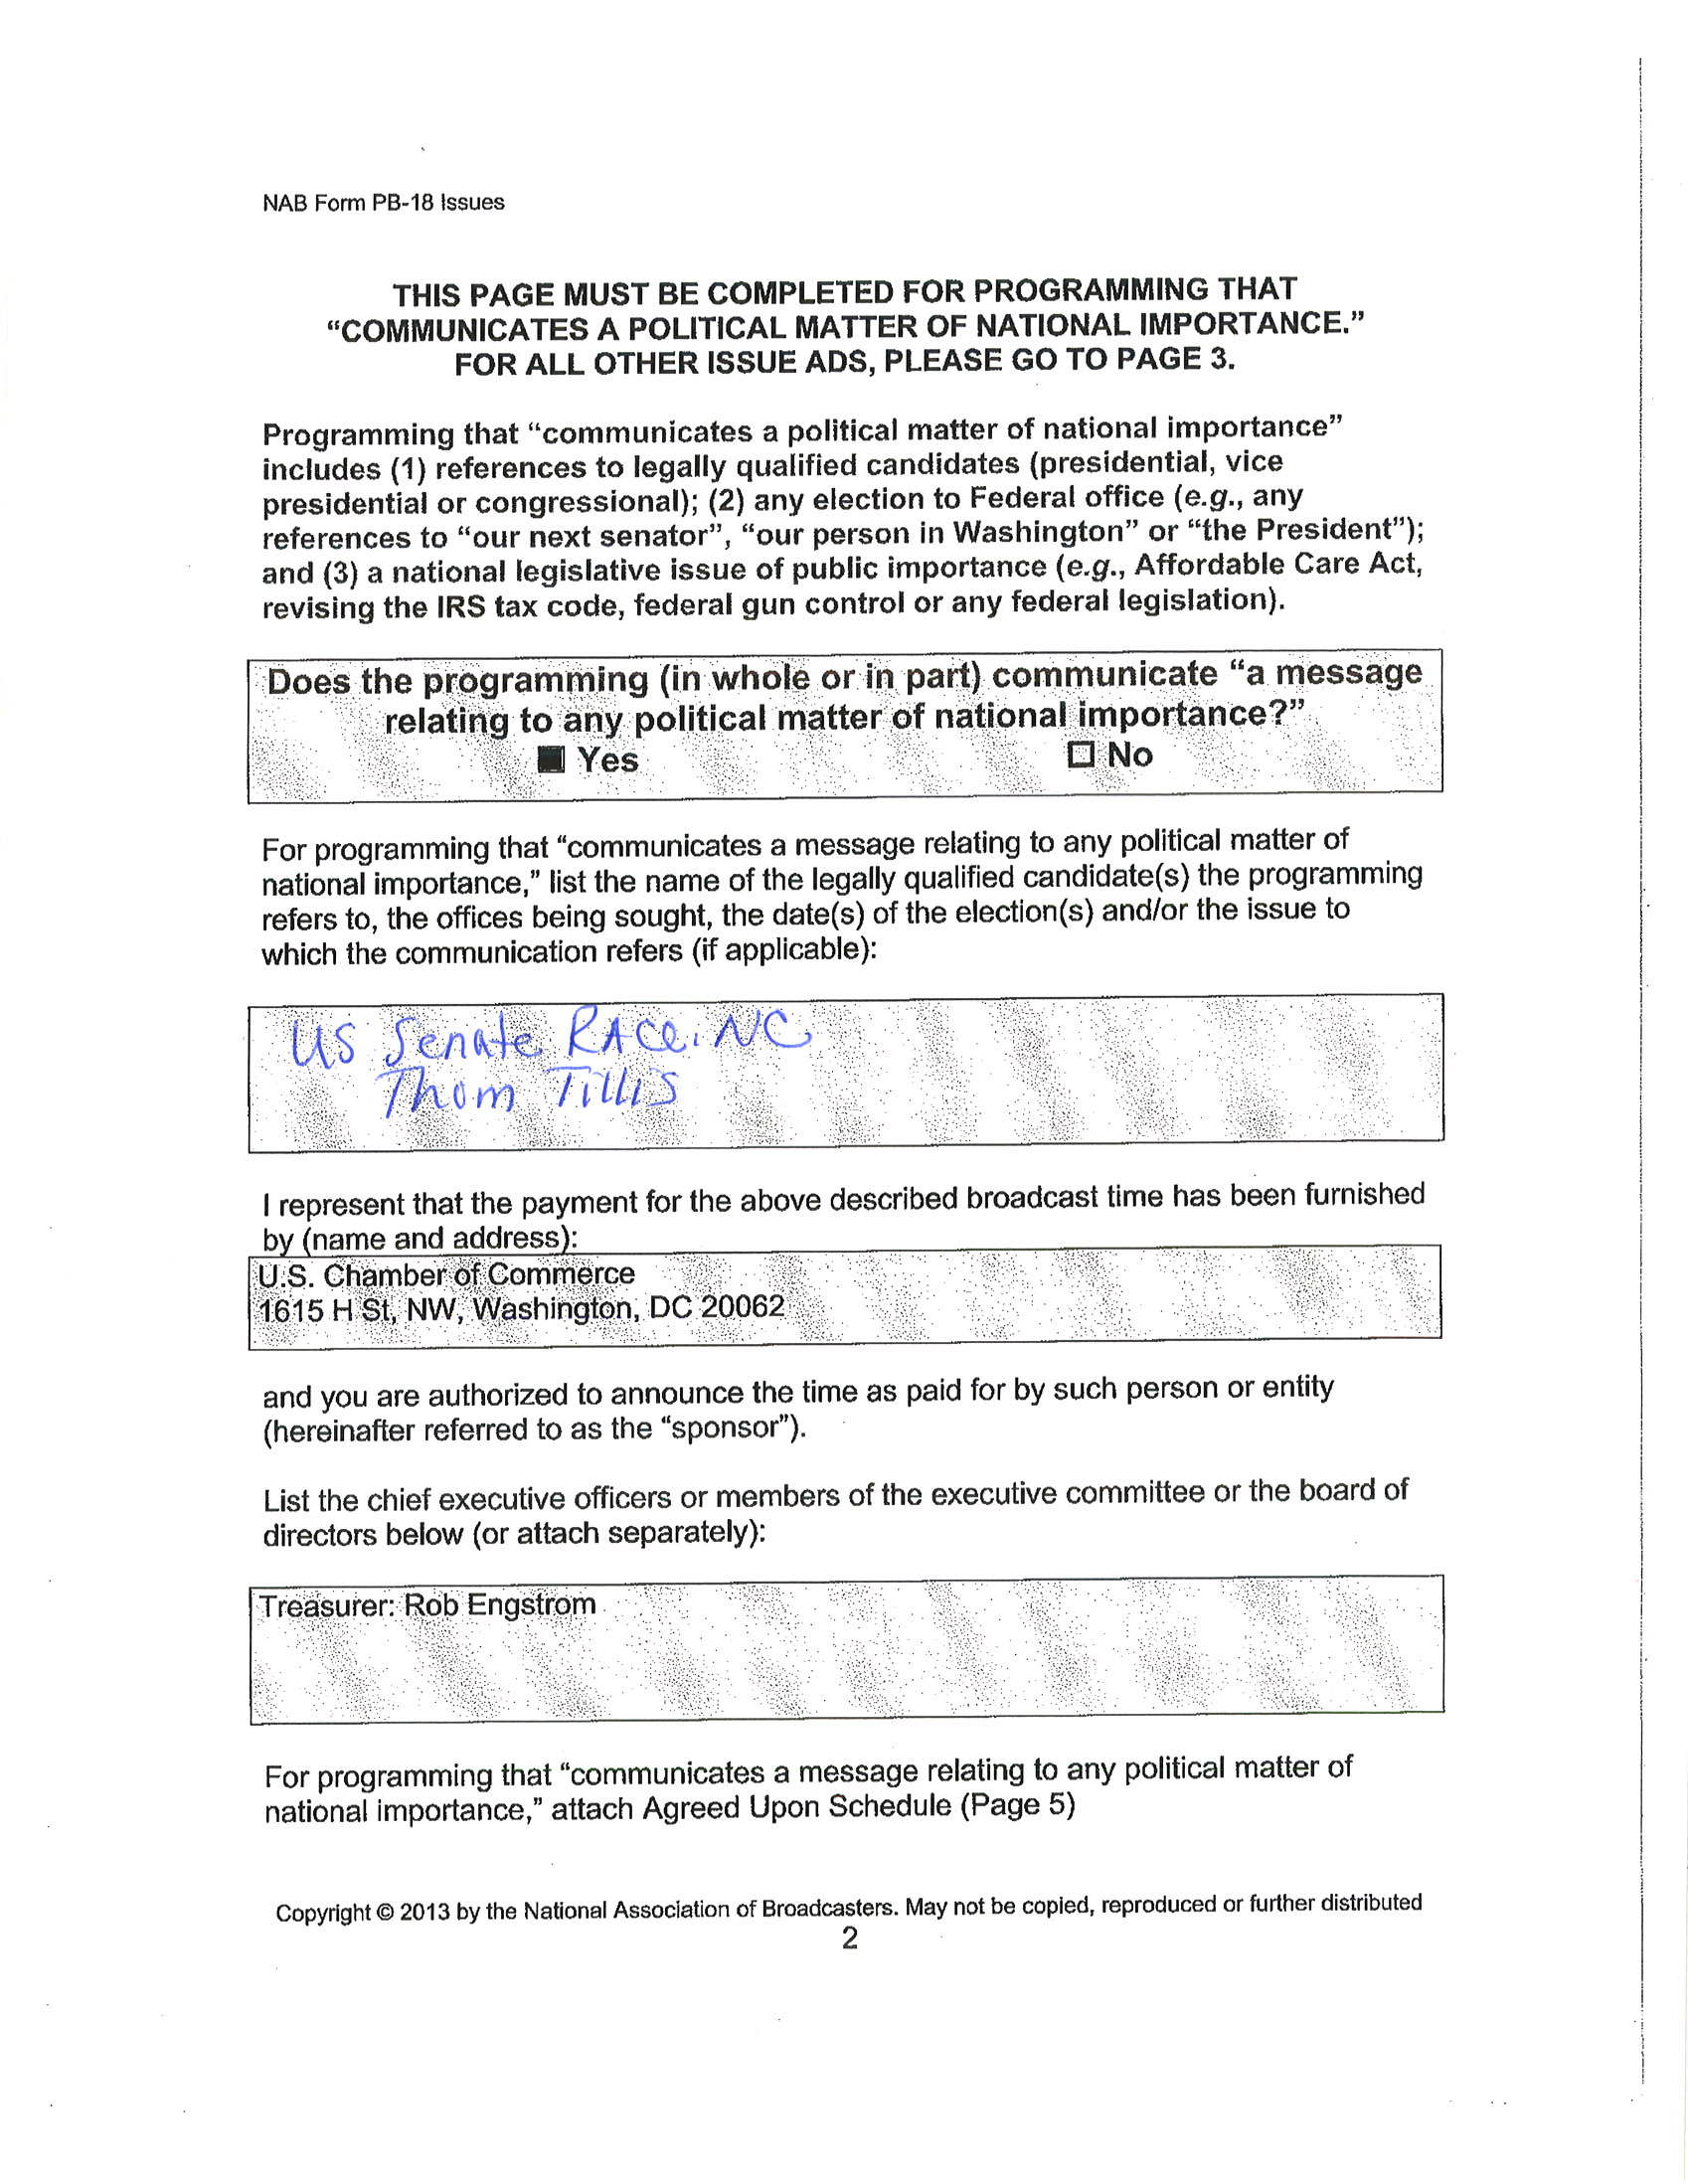 NAB Form PB-18 Issues
THIS PAGE MUST BE COMPLETED FOR PROGRAMMING THAT
“COMMUNICATES A POLITICAL MATTER OF NATIONAL IMPORTANCE.”
FOR ALL OTHER ISSUE ADS, PLEASE GO TO PAGE 3.
Programming that “communicates a political matter of national importance”
includes (1) references to legally qualified candidates (presidential, vice
presidential or congressional); (2) any election to Federal office (e.g., any
references to “our next senator”, “our person in Washington” or “the President”);
and (3) a national legislative issue of public importance (e.g., Affordable Care Act,
revising the IRS tax code, federal gun control or any federal legislation).
Does the programming (in whole or in part) communicate “a message
relating to any political matter of national importance?”
■ Yes ☐ No
For programming that “communicates a message relating to any political matter of
national importance,” list the name of the legally qualified candidate(s) the programming
refers to, the offices being sought, the date(s) of the election(s) and/or the issue to
which the communication refers (if applicable):
US Senate RACE. NC
Thom Tillis
I represent that the payment for the above described broadcast time has been furnished
by (name and address):
U.S. Chamber of Commerce
1615 H St, NW, Washington, DC 20062
and you are authorized to announce the time as paid for by such person or entity
(hereinafter referred to as the “sponsor”).
List the chief executive officers or members of the executive committee or the board of
directors below (or attach separately):
Treasurer: Rob Engstrom
For programming that “communicates a message relating to any political matter of
national importance,” attach Agreed Upon Schedule (Page 5)
Copyright © 2013 by the National Association of Broadcasters. May not be copied, reproduced or further distributed
2